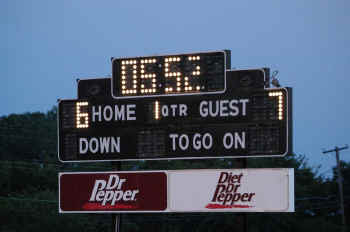 05:52
6 HOME 1 QTR GUEST 7
DOWN TO GO ON
Dr Pepper
Diet Dr Pepper